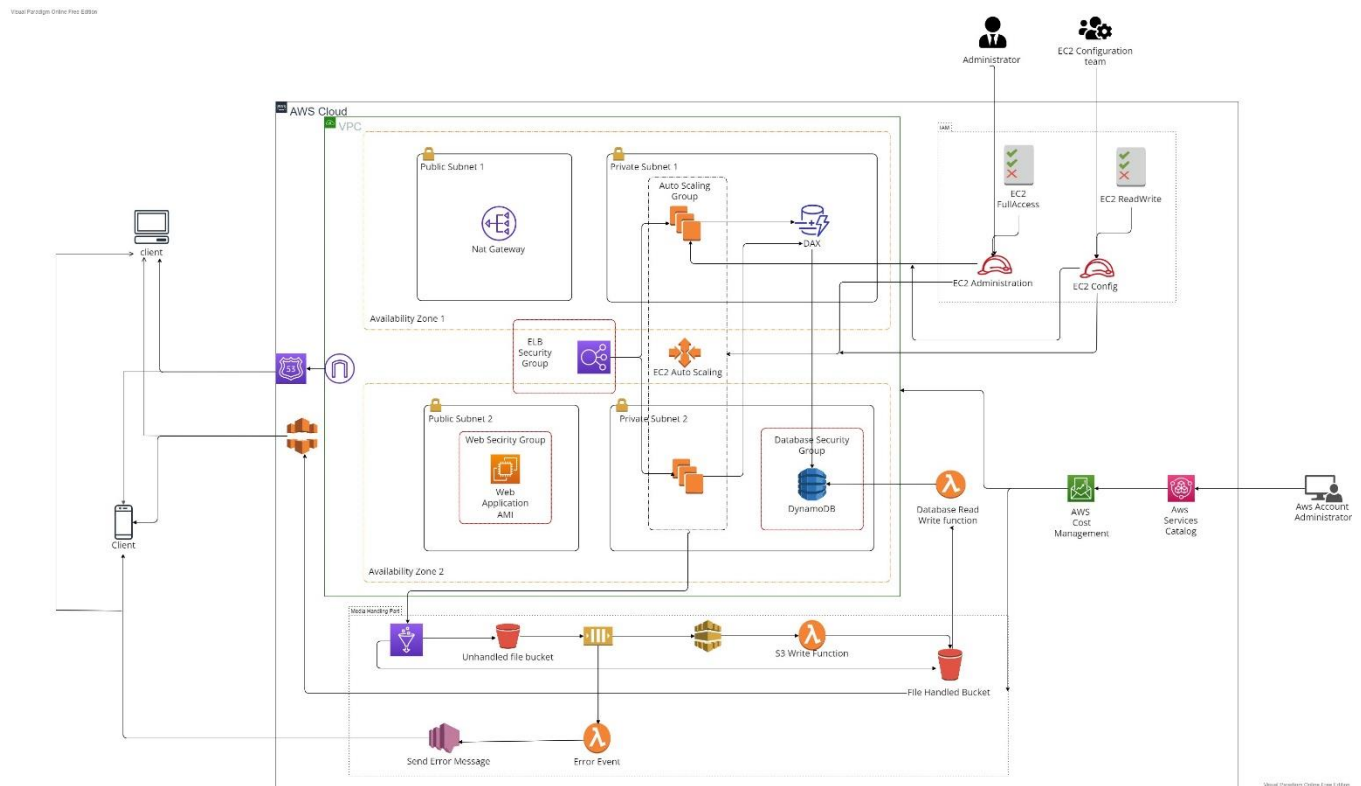 Visual Paradigm Online Free Edition
Administrator
EC2 Configuration
team
AWS Cloud
VPC
IAM
Public Subnet 1
Private Subnet 1
Auto Scaling
Group
EC2
FullAccess
EC2 ReadWrite
Nat Gateway
DAX
client
EC2 Administration
EC2 Config
Availability Zone 1
ELB
Security
Group
53
EC2 Auto Scaling
Public Subnet 2
Private Subnet 2
Web Secirity Group
Database Security
Group
Web
Application
AMI
DynamoDB
Database Read
Write function
AWS
Cost
Management
Aws
Services
Catalog
Aws Account
Administrator
Client
Availability Zone 2
Media Handling Part
Unhandled file bucket
S3 Write Function
File Handled Bucket
Send Error Message
Error Event
Visual Paradigm Online Free Edition